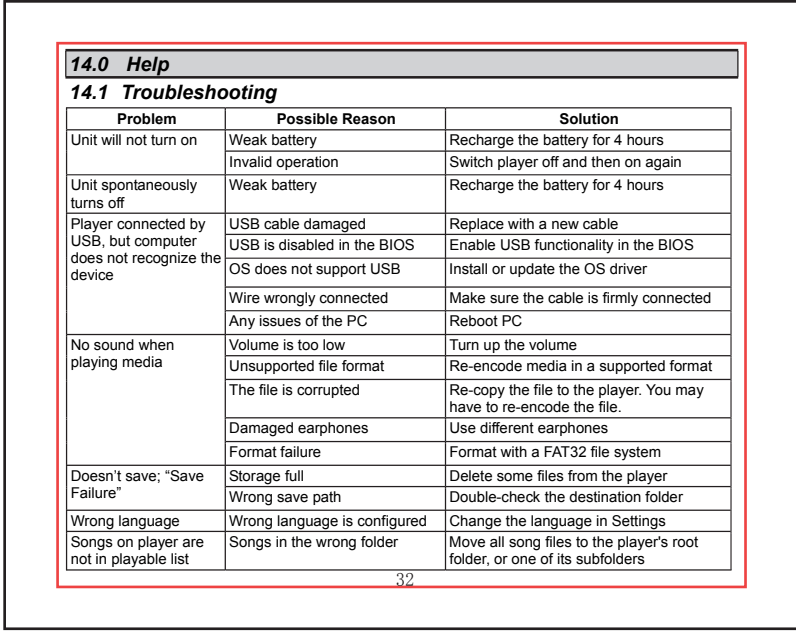 14.0 Help
14.1 Troubleshooting
Problem Possible Reason Solution
Unit will not turn on Weak battery Recharge the battery for 4 hours
Invalid operation Switch player off and then on again
Unit spontaneously
turns off Weak battery Recharge the battery for 4 hours
Player connected by
USB, but computer
does not recognize the
device USB cable damaged Replace with a new cable
USB is disabled in the BIOS Enable USB functionality in the BIOS
OS does not support USB Install or update the OS driver
Wire wrongly connected Make sure the cable is firmly connected
Any issues of the PC Reboot PC
No sound when
playing media Volume is too low Turn up the volume
Unsupported file format Re-encode media in a supported format
The file is corrupted Re-copy the file to the player. You may
have to re-encode the file.
Damaged earphones Use different earphones
Format failure Format with a FAT32 file system
Doesn’t save; “Save
Failure” Storage full Delete some files from the player
Wrong save path Double-check the destination folder
Wrong language Wrong language is configured Change the language in Settings
Songs on player are
not in playable list Songs in the wrong folder Move all song files to the player's root
folder, or one of its subfolders
32